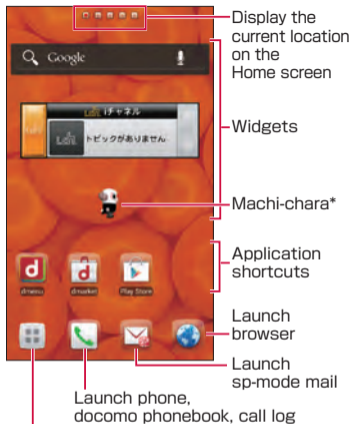 Display the
current location
on the
Home screen
Google
Widgets
iチャネル
トピックがありません
Machi-chara*
Application
shortcuts
dmenu
dmarket
Play Store
Launch
browser
Launch
sp-mode mail
Launch phone,
docomo phonebook, call log